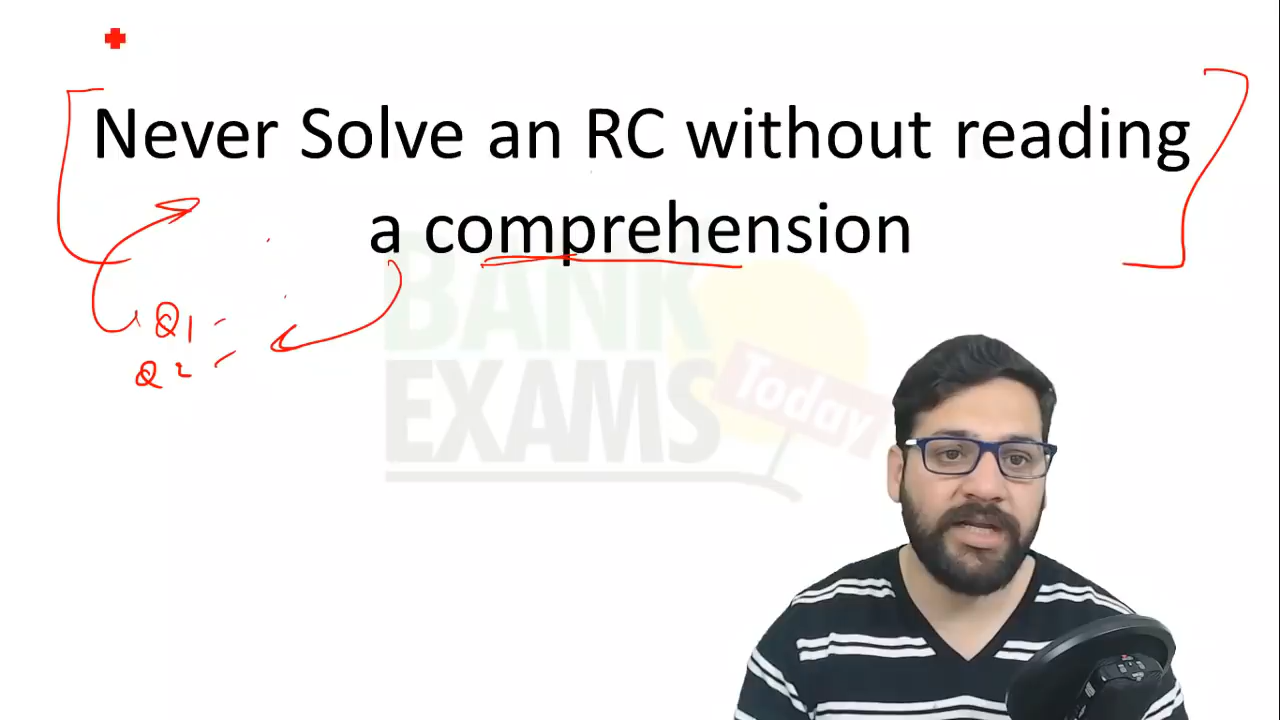 Never Solve an RC without reading
a comprehension
Q1 -
Q2 -
BANK
EXAMS
Today